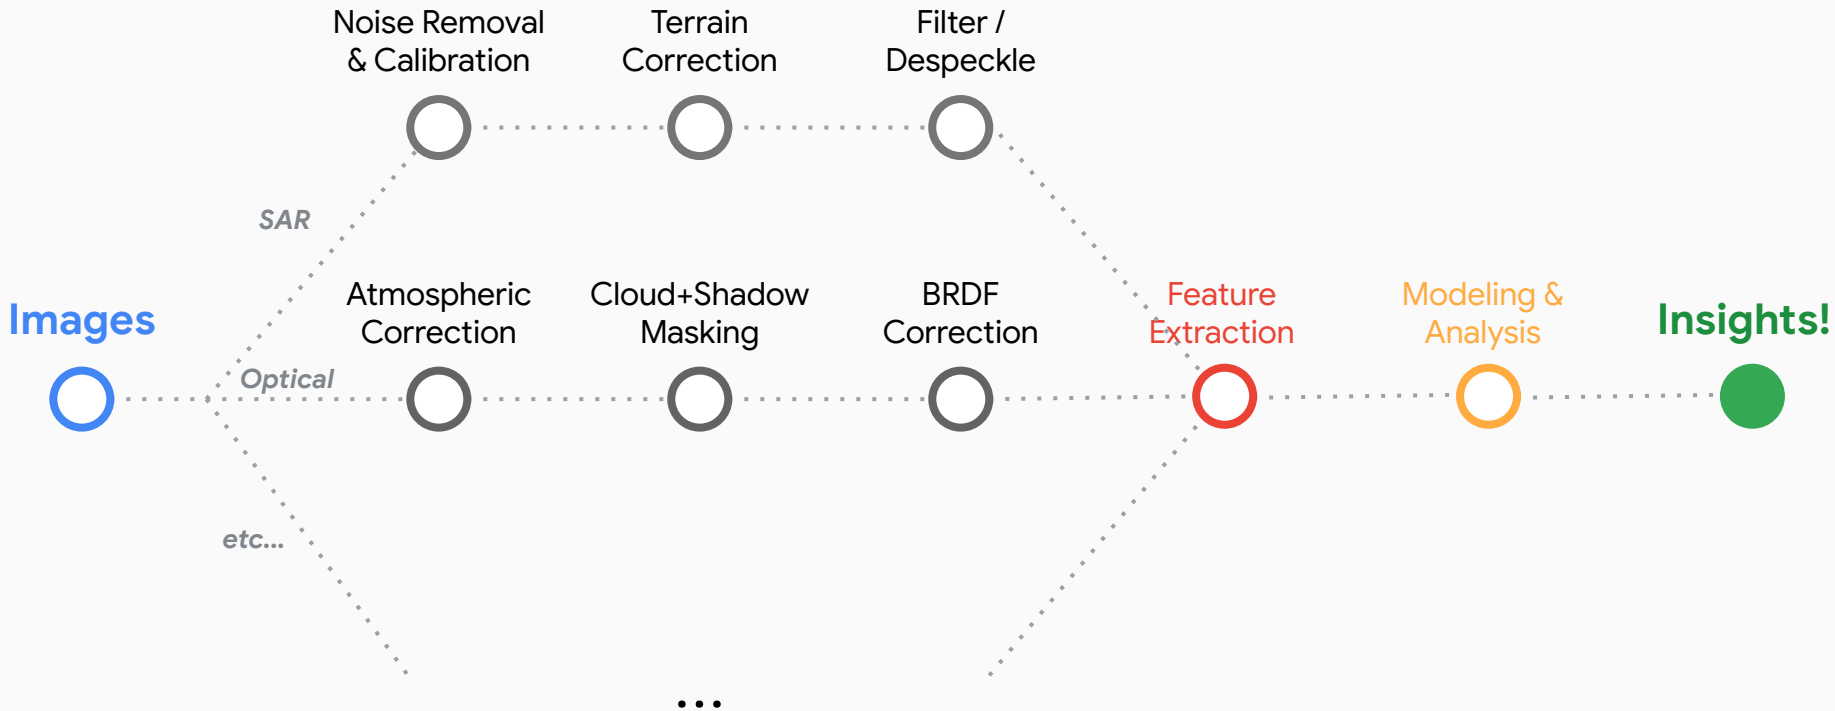 Noise Removal
& Calibration
Terrain
Correction
Filter /
Despeckle
SAR
Images
Optical
Atmospheric
Correction
Cloud+Shadow
Masking
BRDF
Correction
Feature
Extraction
Modeling &
Analysis
Insights!
etc...
...